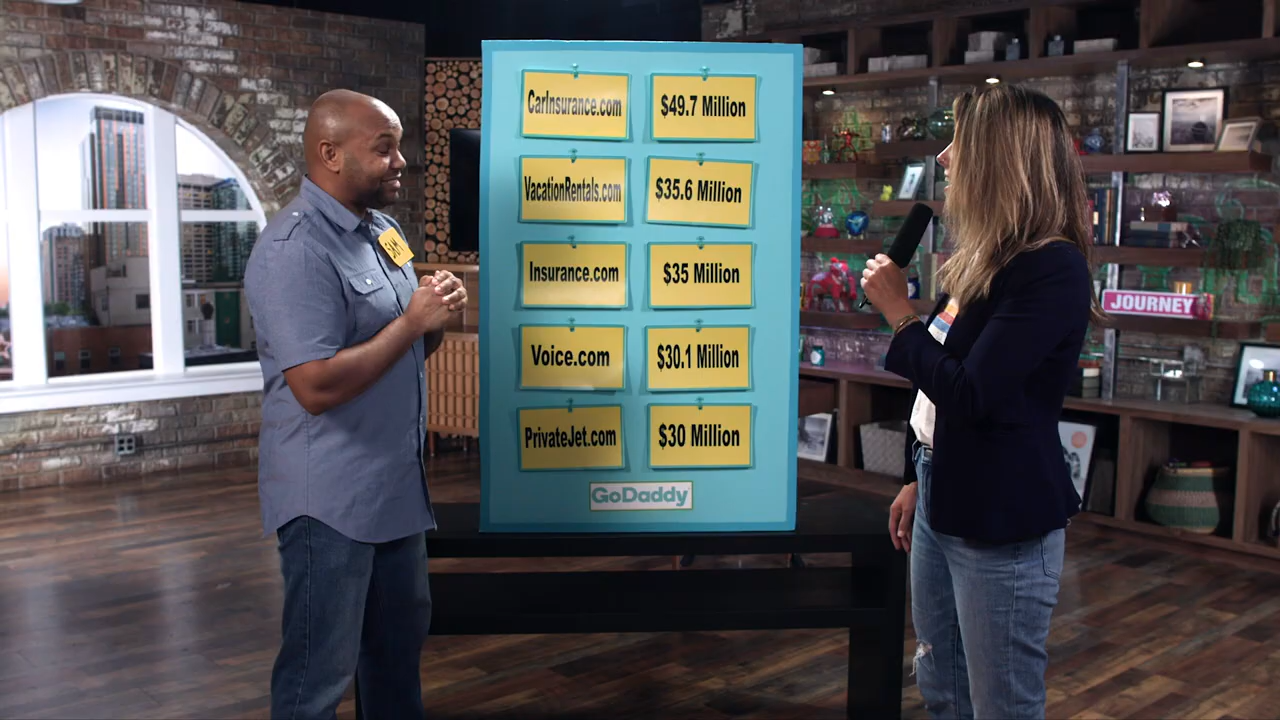 CarInsurance.com $49.7 Million
VacationRentals.com $35.6 Million
Insurance.com $35 Million
Voice.com $30.1 Million
PrivateJet.com $30 Million
GoDaddy
SAM
JOURNEY